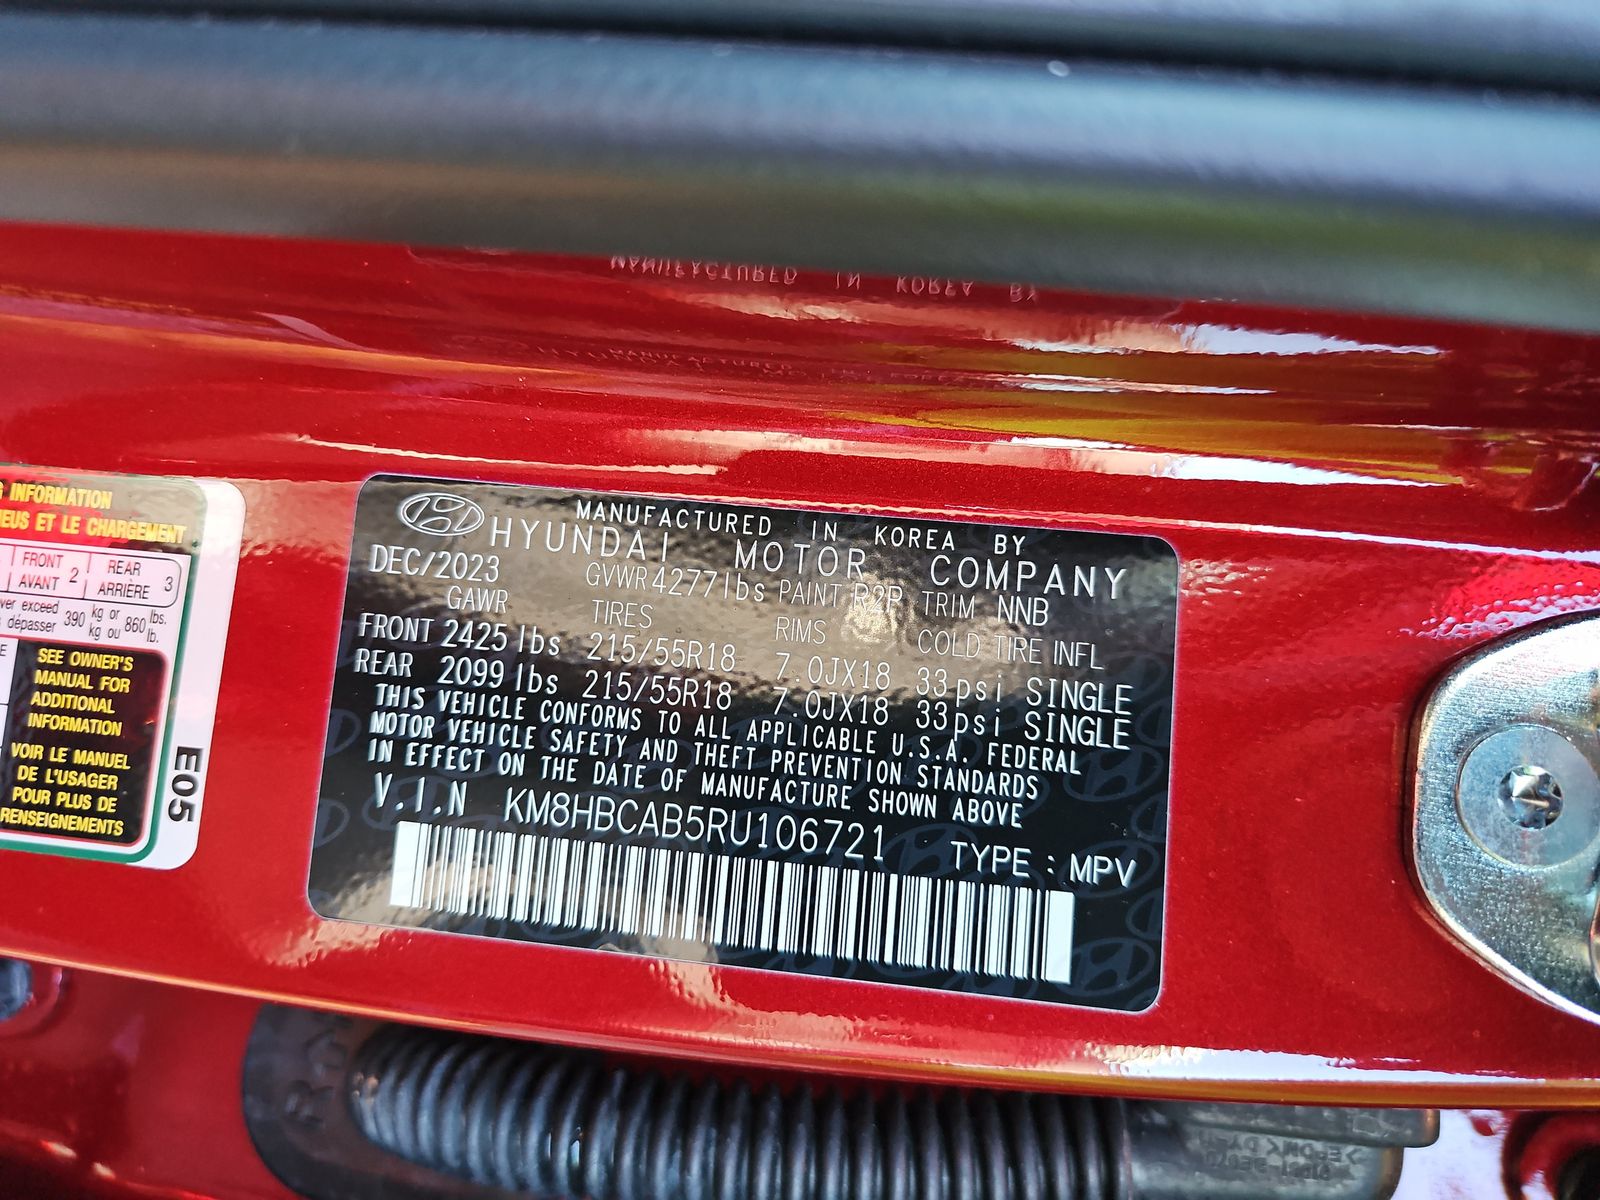 G INFORMATION
EUS ET LE CHARGEMENT
FRONT 2 REAR 3
AVANT ARRIÈRE
ver exceed 390 kg or 860 lbs.
dépasser kg ou lb.
SEE OWNER'S
MANUAL FOR
ADDITIONAL
INFORMATION
VOIR LE MANUEL
DE L'USAGER
POUR PLUS DE
RENSEIGNEMENTS
E05
MANUFACTURED IN KOREA BY
HYUNDAI MOTOR COMPANY
DEC/2023 GVWR 4277lbs PAINT R2P TRIM NNB
GAWR TIRES RIMS COLD TIRE INFL
FRONT 2425lbs 215/55R18 7.0JX18 33psi SINGLE
REAR 2099lbs 215/55R18 7.0JX18 33psi SINGLE
THIS VEHICLE CONFORMS TO ALL APPLICABLE U.S.A. FEDERAL
MOTOR VEHICLE SAFETY AND THEFT PREVENTION STANDARDS
IN EFFECT ON THE DATE OF MANUFACTURE SHOWN ABOVE
V.I.N KM8HBCAB5RU106721
TYPE : MPV
>EPDM<